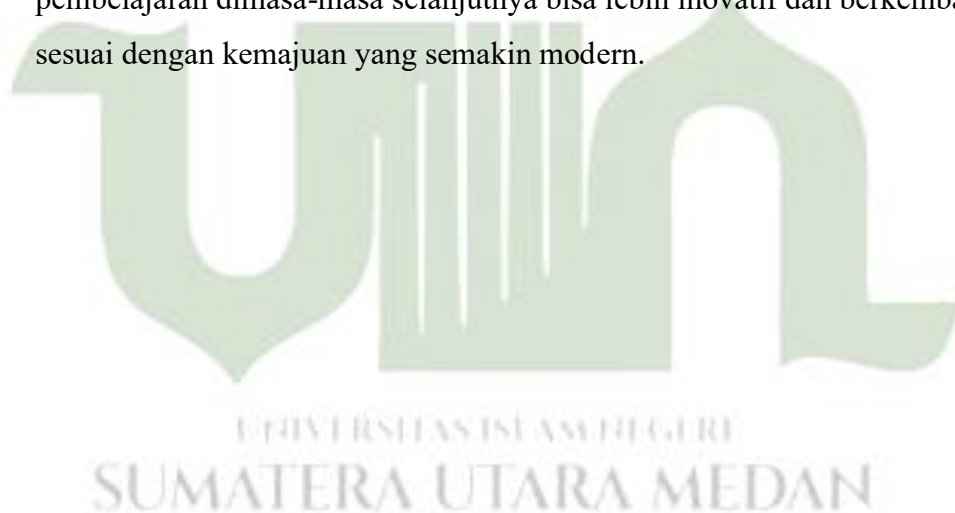 pembelajaran dimasa-masa selanjutnya bisa lebih inovatif dan
sesuai dengan kemajuan yang semakin modern.
UNIVERSITAS ISLAM NEGERI
SUMATERA UTARA MEDAN